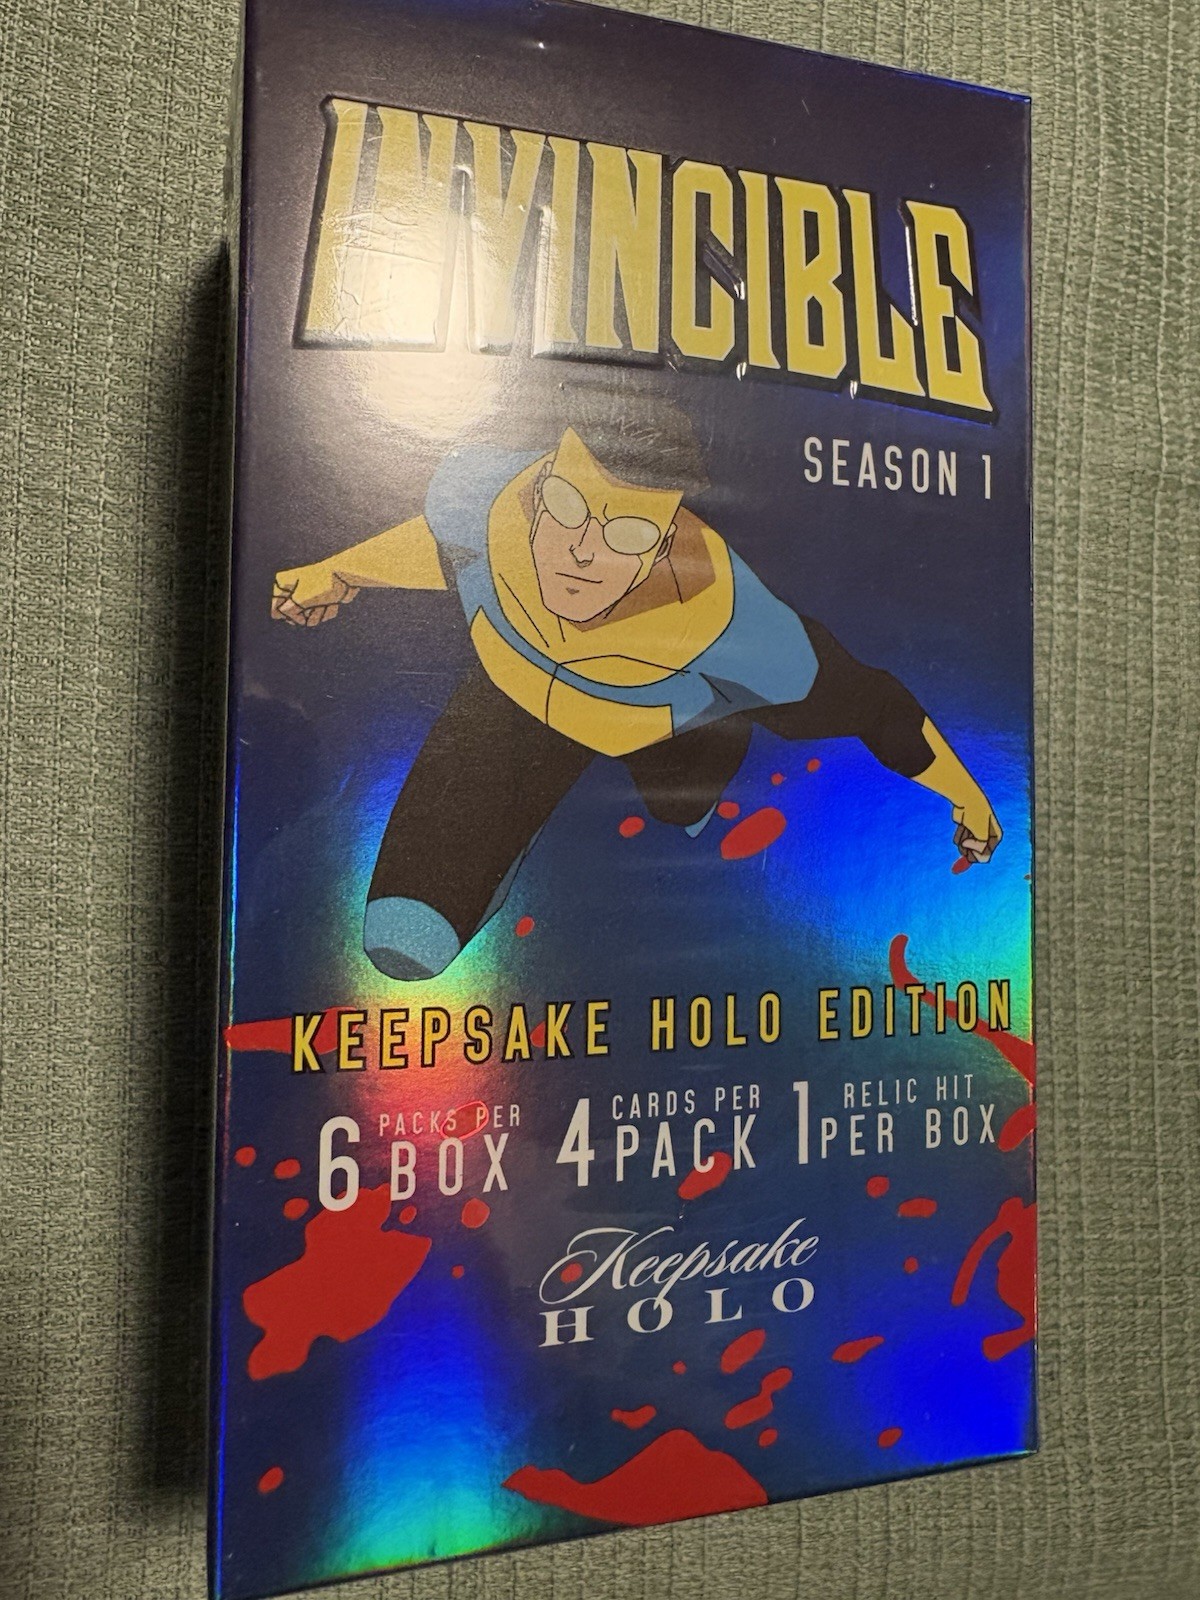 INVINCIBLE
SEASON 1
KEEPSAKE HOLO EDITION
6 PACKS PER BOX
4 CARDS PER PACK
1 RELIC HIT PER BOX
Keepsake
HOLO